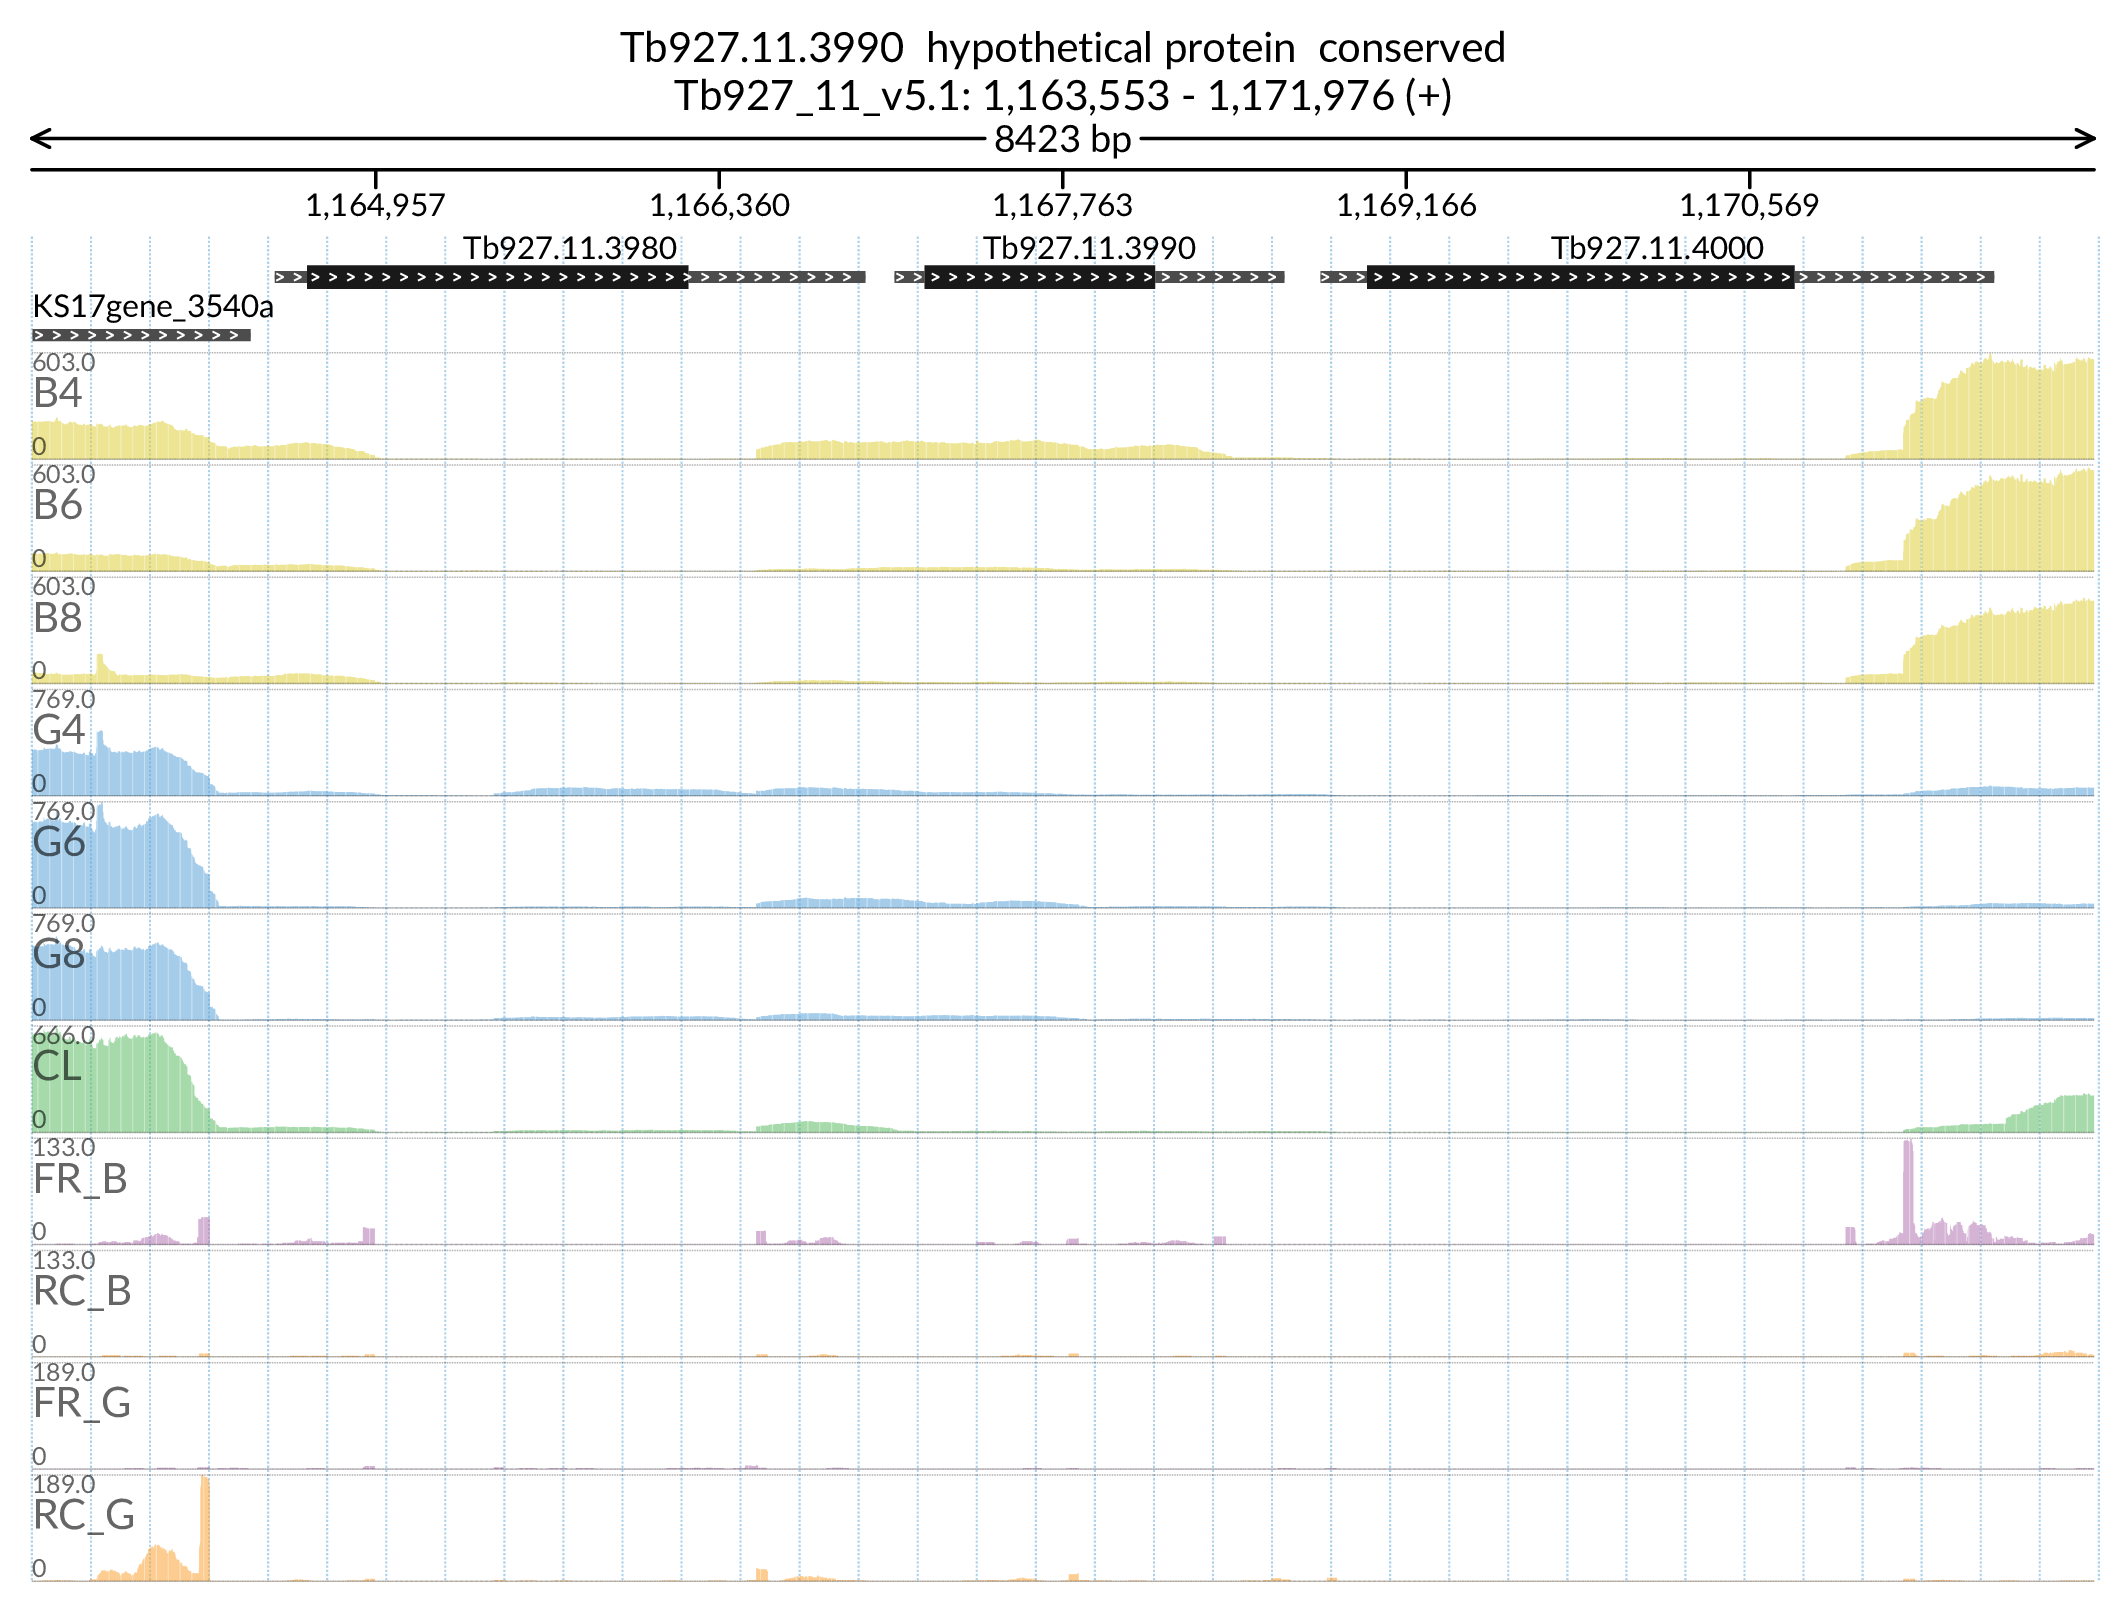 Tb927.11.3990  hypothetical protein  conserved
Tb927_11_v5.1: 1,163,553 - 1,171,976 (+)
8423 bp
1,164,957 1,166,360 1,167,763 1,169,166 1,170,569
Tb927.11.3980 Tb927.11.3990 Tb927.11.4000
KS17gene_3540a
603.0
B4
0
603.0
B6
0
603.0
B8
0
769.0
G4
0
769.0
G6
0
769.0
G8
0
666.0
CL
0
133.0
FR_B
0
133.0
RC_B
0
189.0
FR_G
0
189.0
RC_G
0